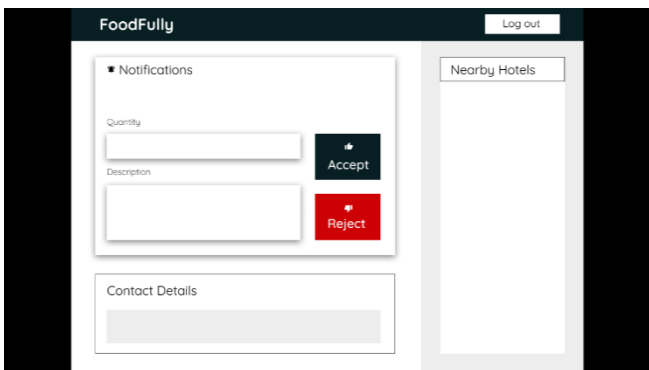 FoodFully
Log out
Notifications
Quantity
Accept
Description
Reject
Contact Details
Nearby Hotels